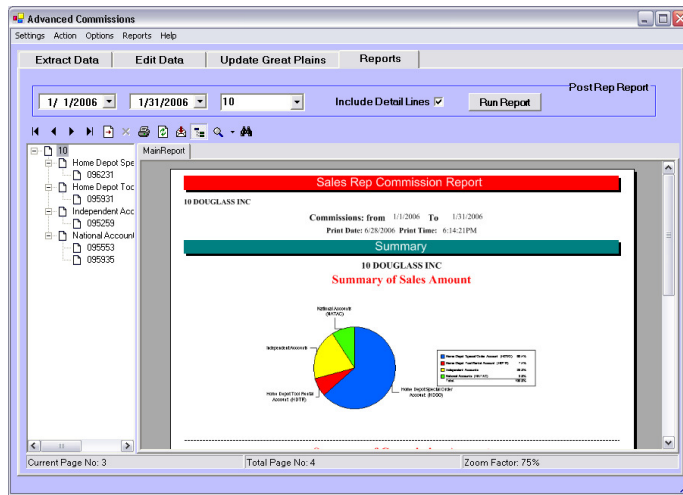 Advanced Commissions
Settings Action Options Reports Help
Extract Data Edit Data Update Great Plains Reports
Post Rep Report
1/ 1/2006 1/31/2006 10 Include Detail Lines Run Report
MainReport
10
Home Depot Spe
096231
Home Depot Too
095931
Independent Acc
095259
National Account
095553
095935
Sales Rep Commission Report
10 DOUGLASS INC
Commissions: from 1/1/2006 To 1/31/2006
Print Date: 6/28/2006 Print Time: 6:14:21PM
Summary
10 DOUGLASS INC
Summary of Sales Amount
National Accounts
(NATAC)
Independent Accounts
Home Depot Tool Rental
Account (HDTR)
Home Depot Special Order
Account (HDSO)
Independent Accounts
Total
Current Page No: 3 Total Page No: 4 Zoom Factor: 75%